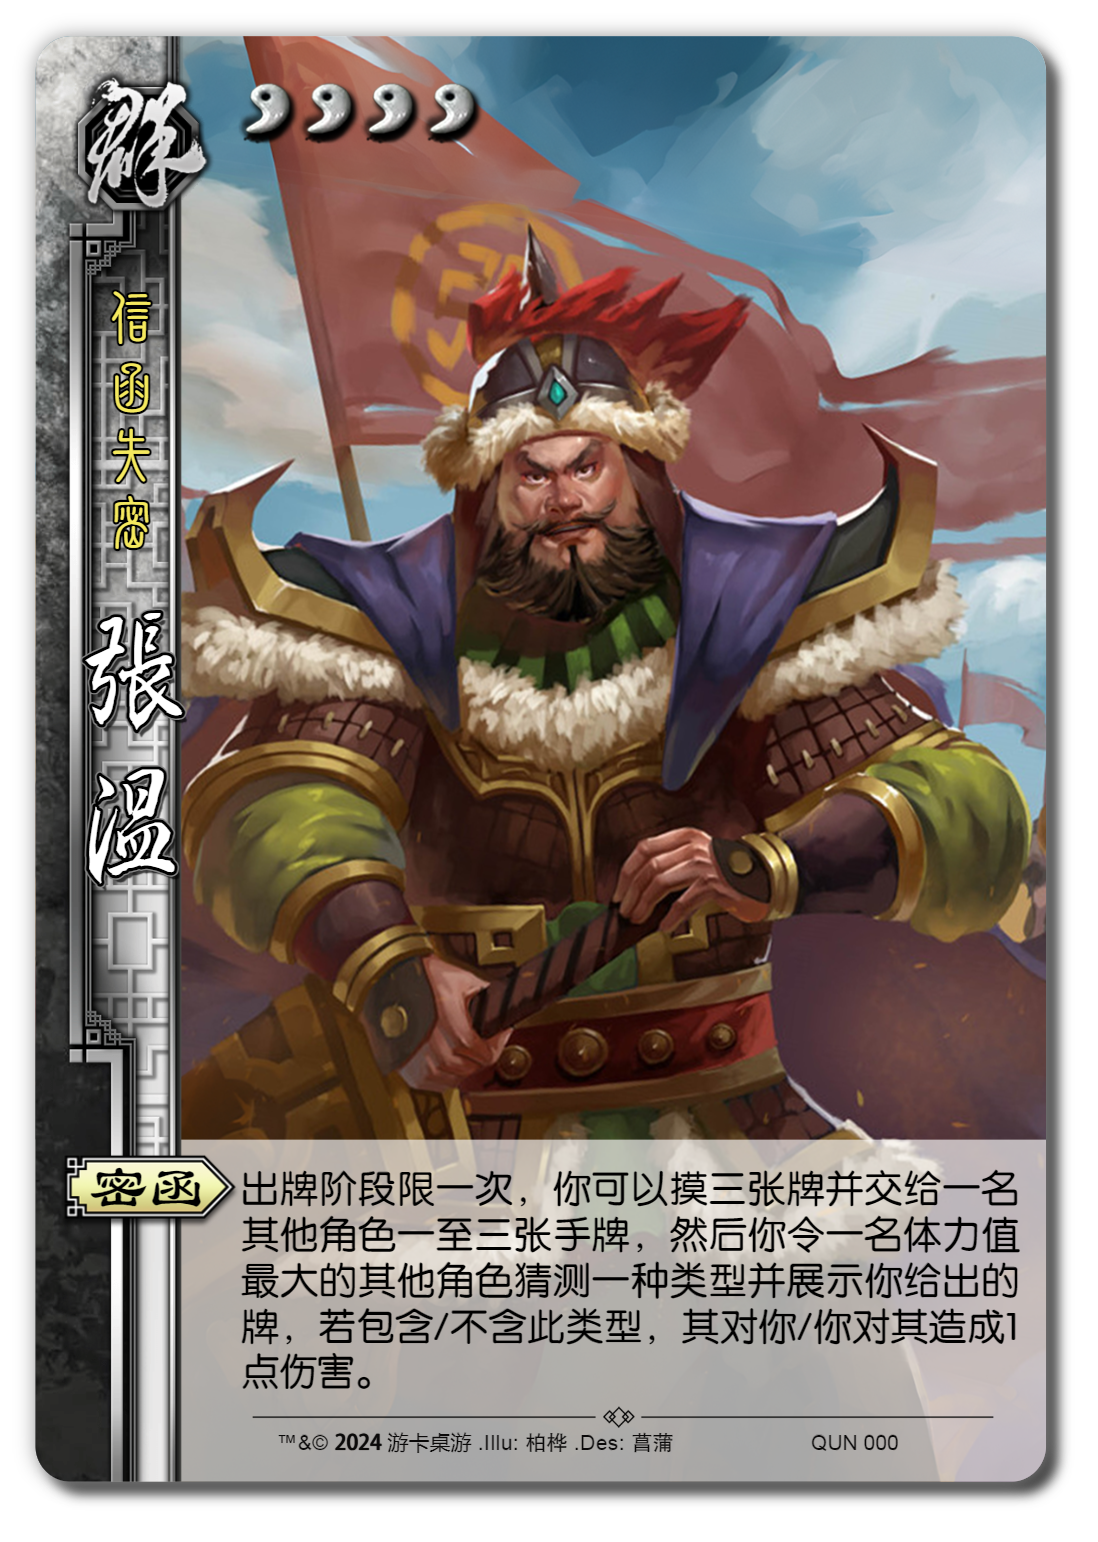 群
信函失密
張溫
密函
出牌阶段限一次，你可以摸三张牌并交给一名
其他角色一至三张手牌，然后你令一名体力值
最大的其他角色猜测一种类型并展示你给出的
牌，若包含/不含此类型，其对你/你对其造成1
点伤害。
™&© 2024 游卡桌游 .Illu: 柏桦 .Des: 菖蒲
QUN 000